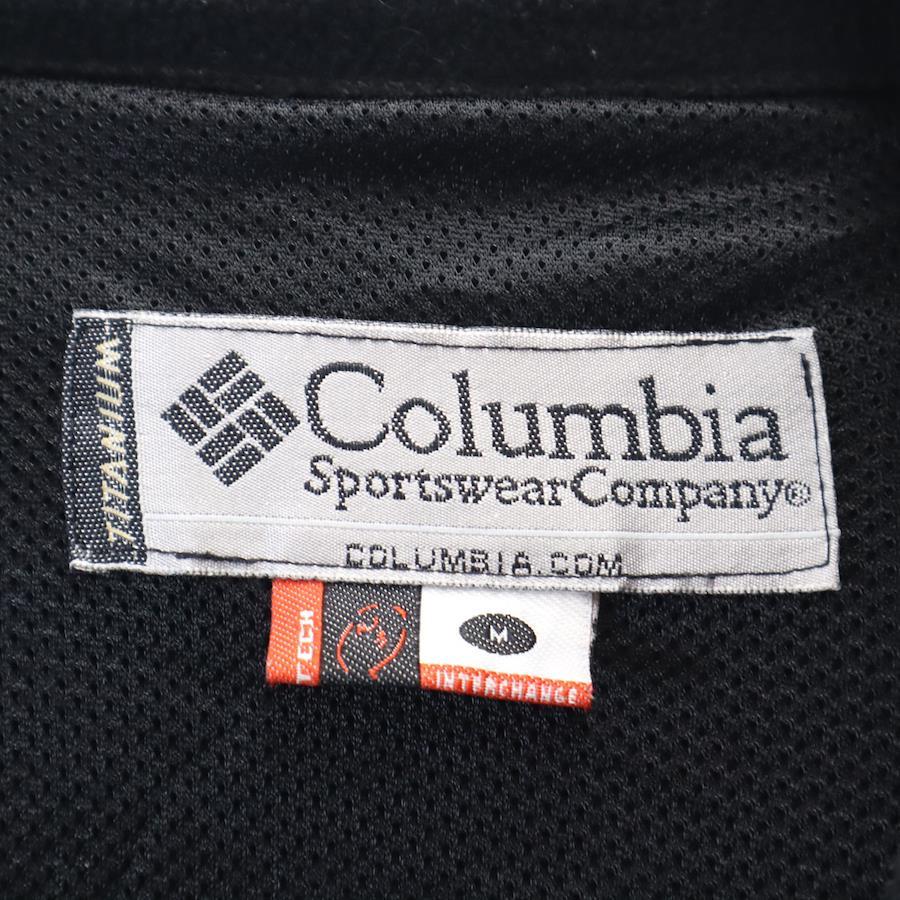 TITANIUM
Columbia
SportswearCompany®
COLUMBIA.COM
TECH
M
INTERCHANGE